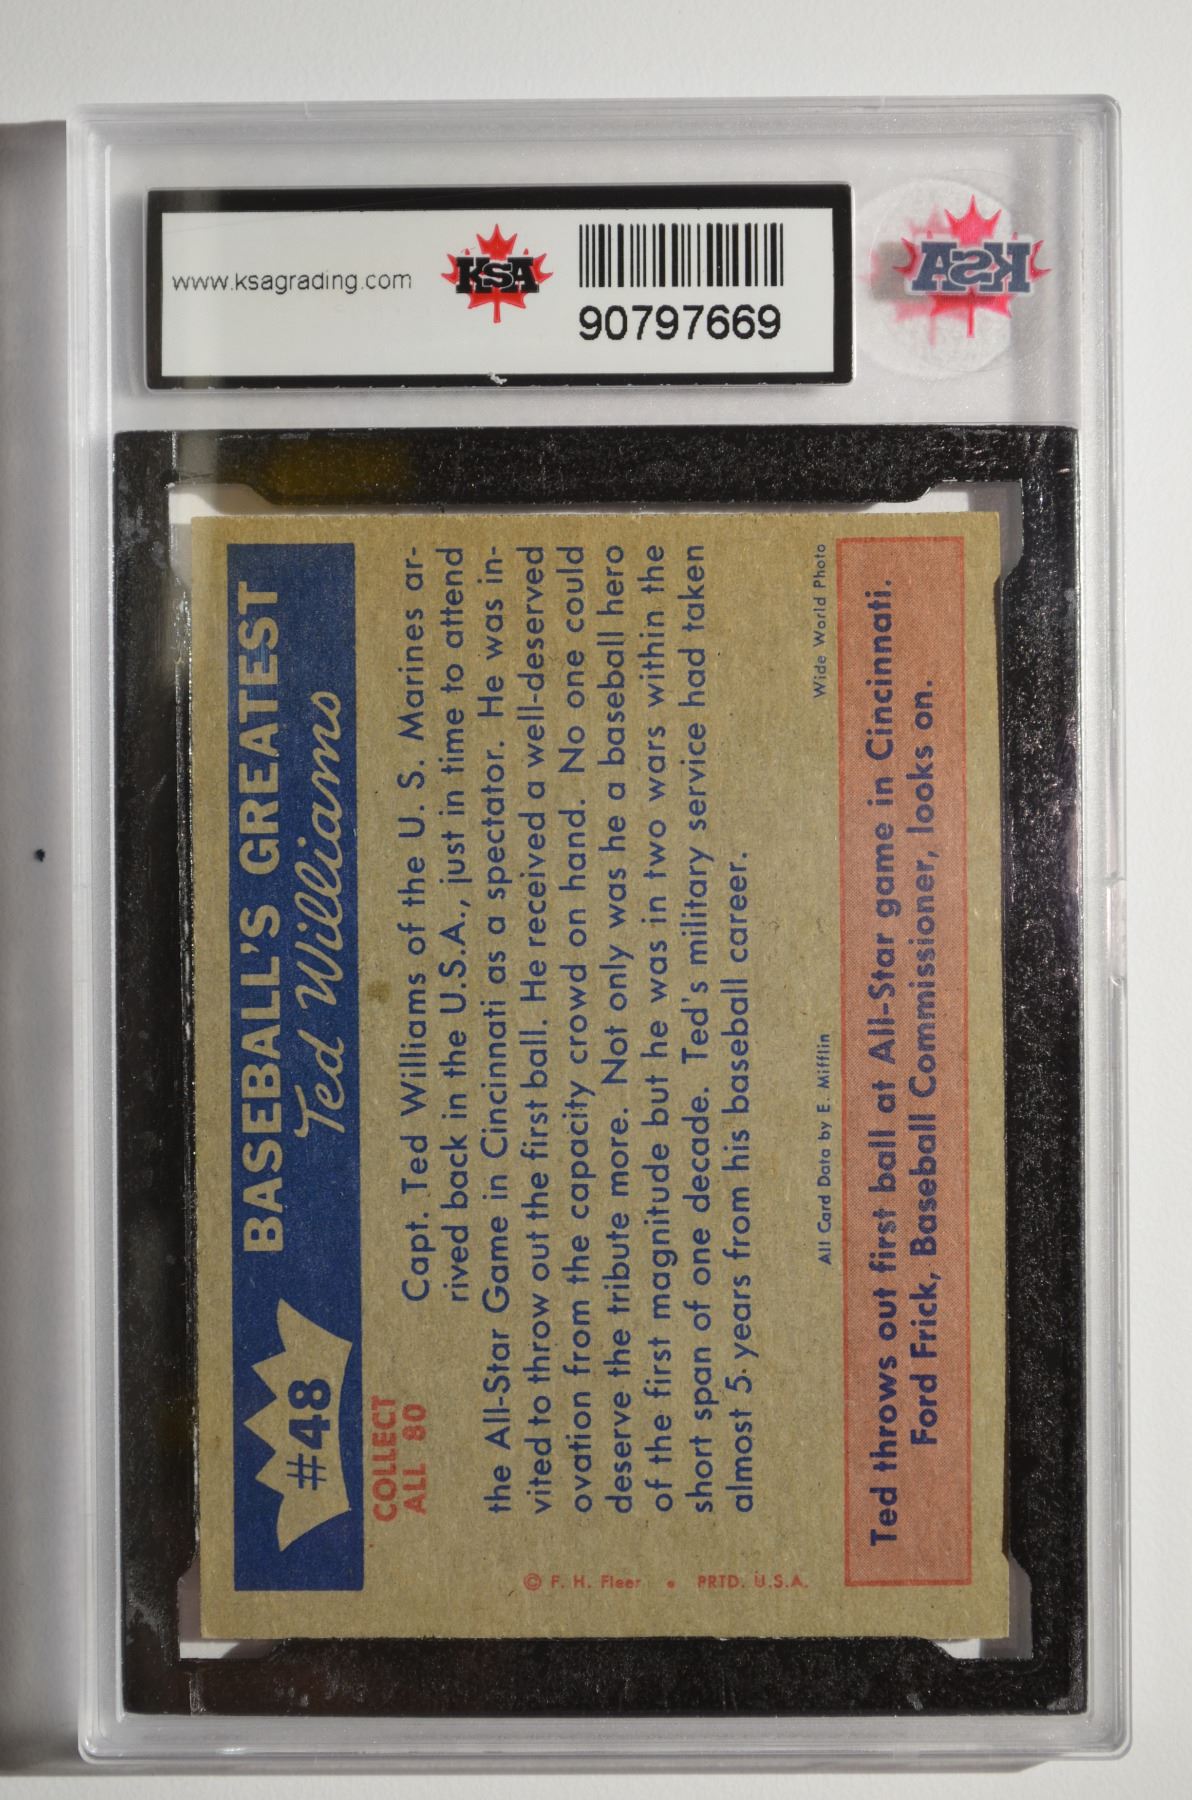 www.ksagrading.com
KSA
90797669
KSA
#48
BASEBALL'S GREATEST
Ted Williams
COLLECT
ALL 80
Capt. Ted Williams of the U. S. Marines ar-
rived back in the U.S.A., just in time to attend
the All-Star Game in Cincinnati as a spectator. He was in-
vited to throw out the first ball. He received a well-deserved
ovation from the capacity crowd on hand. No one could
deserve the tribute more. Not only was he a baseball hero
of the first magnitude but he was in two wars within the
short span of one decade. Ted's military service had taken
almost 5 years from his baseball career.
© F. H. Fleer • PRTD. U.S.A.
All Card Data by E. Mifflin
Wide World Photo
Ted throws out first ball at All-Star game in Cincinnati.
Ford Frick, Baseball Commissioner, looks on.